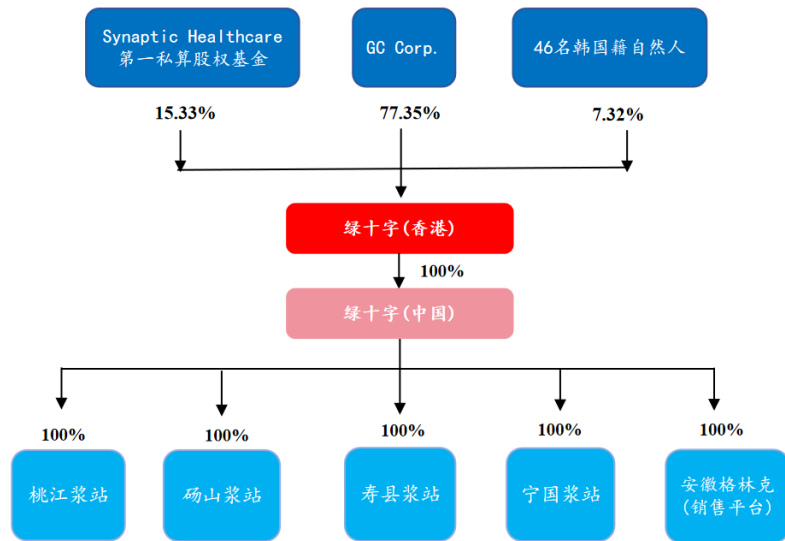 Synaptic Healthcare
第一私算股权基金
GC Corp.
46名韩国籍自然人
15.33%
77.35%
7.32%
绿十字(香港)
100%
绿十字(中国)
100%
100%
100%
100%
100%
桃江浆站
砀山浆站
寿县浆站
宁国浆站
安徽格林克
(销售平台)